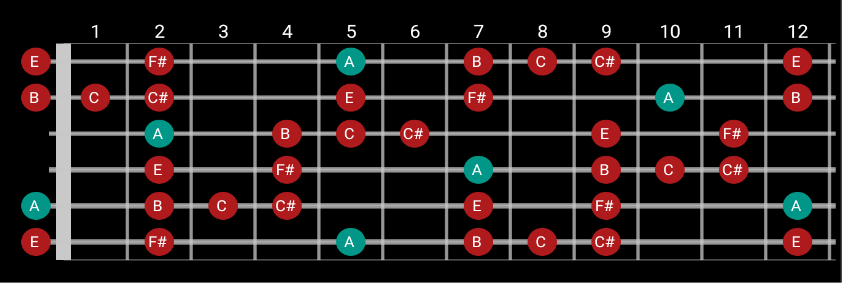 1 2 3 4 5 6 7 8 9 10 11 12
E F# A B C C# E
B C C# E F# A B
A B C C# E F#
E F# A B C C#
A B C C# E F# A
E F# A B C C# E